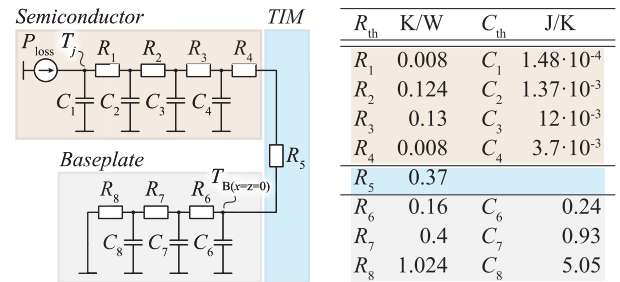 Semiconductor TIM
P_loss T_j R_1 R_2 R_3 R_4
C_1 C_2 C_3 C_4
R_5
Baseplate
R_8 R_7 R_6 T_B(x=z=0)
C_8 C_7 C_6
R_th K/W C_th J/K
R_1 0.008 C_1 1.48·10^-4
R_2 0.124 C_2 1.37·10^-3
R_3 0.13 C_3 12·10^-3
R_4 0.008 C_4 3.7·10^-3
R_5 0.37
R_6 0.16 C_6 0.24
R_7 0.4 C_7 0.93
R_8 1.024 C_8 5.05